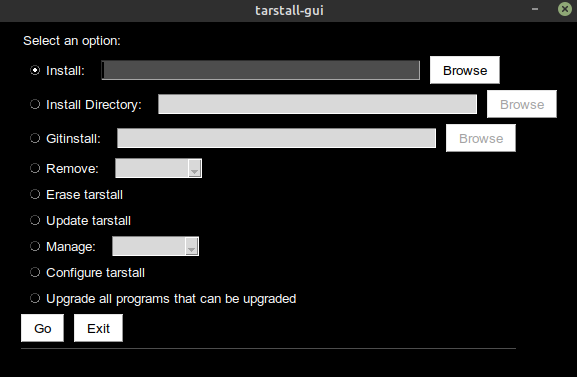 tarstall-gui
Select an option:
Install: Browse
Install Directory: Browse
Gitinstall: Browse
Remove:
Erase tarstall
Update tarstall
Manage:
Configure tarstall
Upgrade all programs that can be upgraded
Go Exit